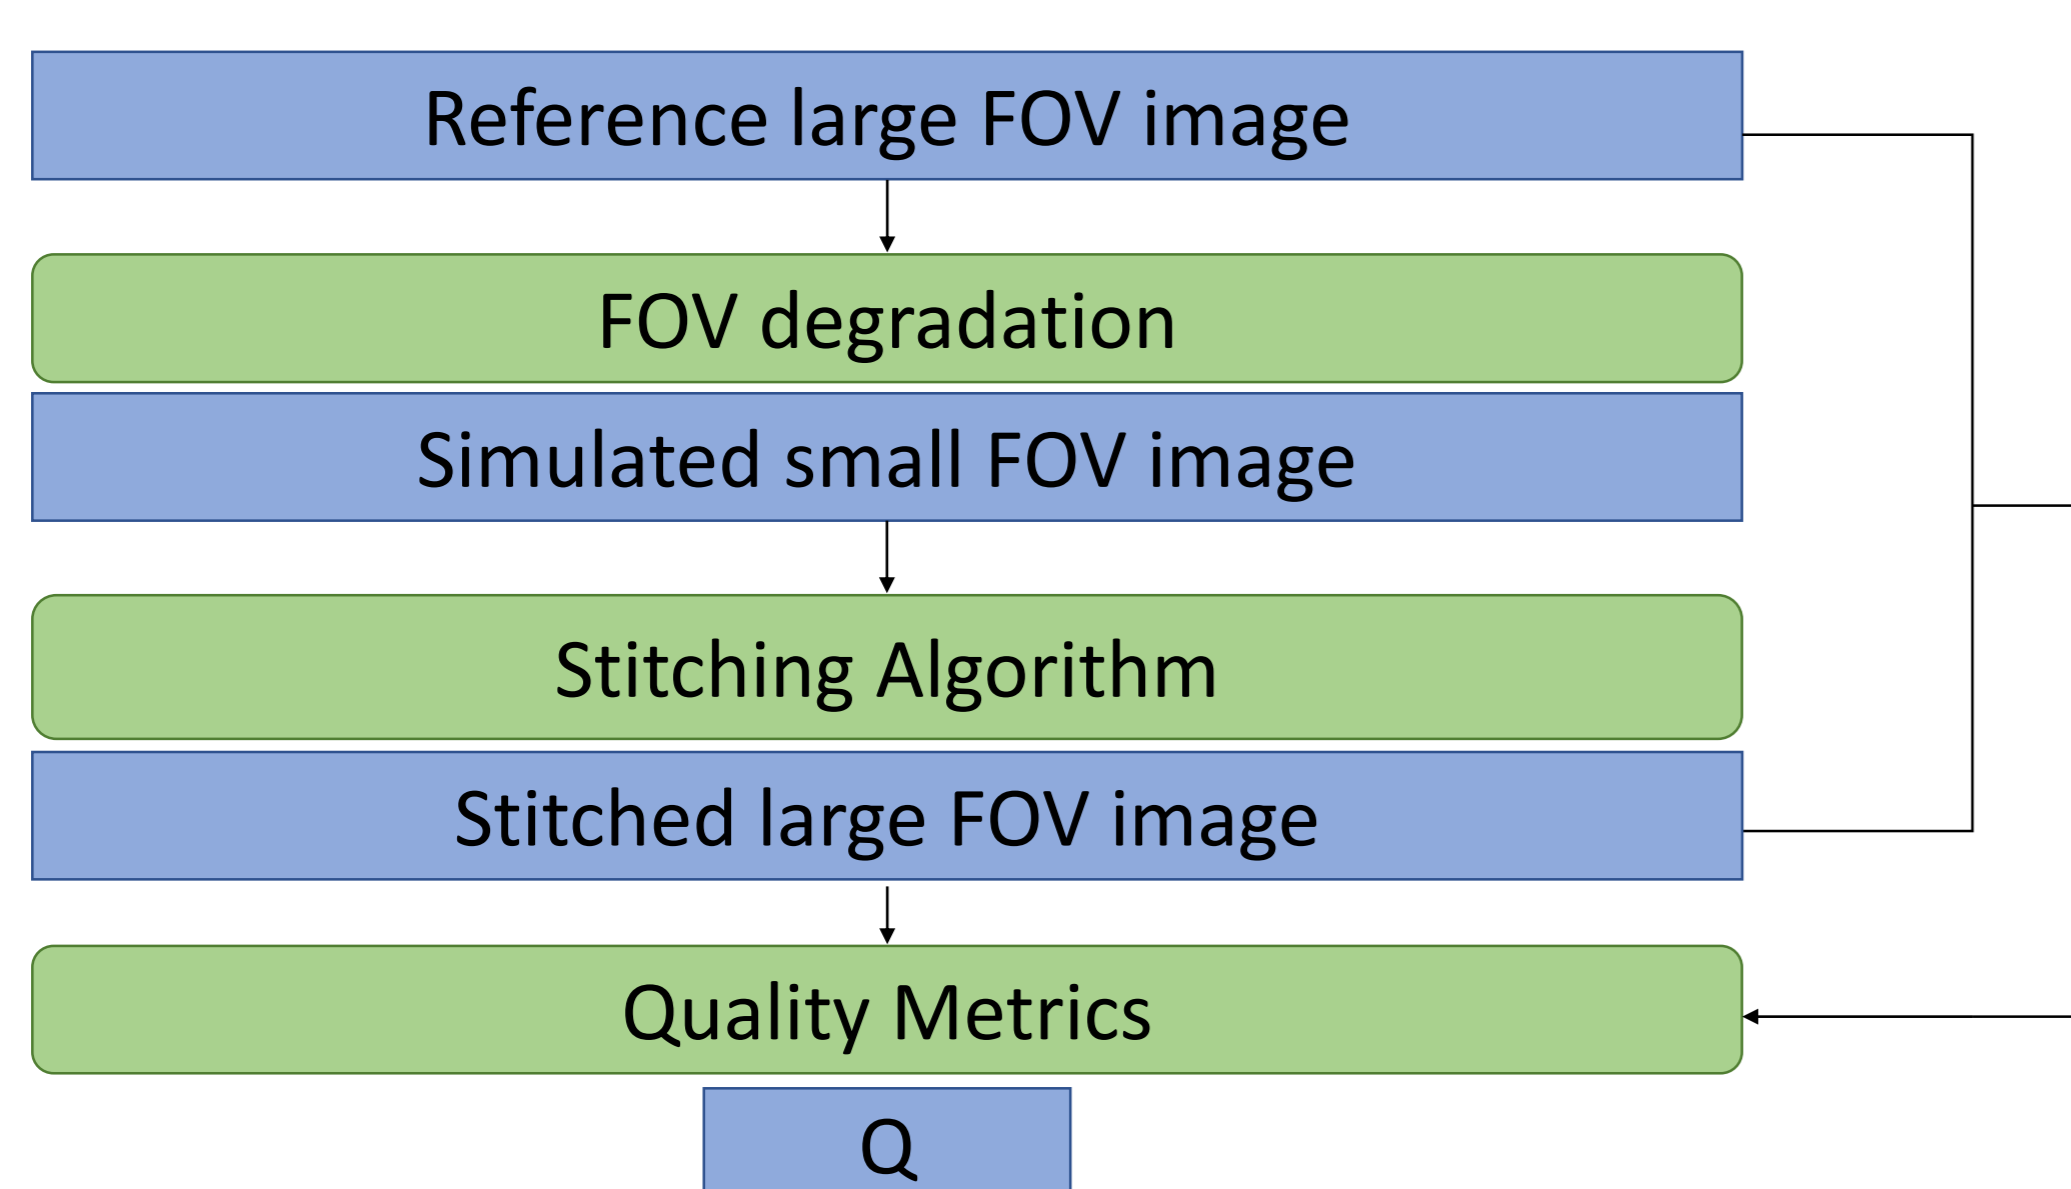 Reference large FOV image
FOV degradation
Simulated small FOV image
Stitching Algorithm
Stitched large FOV image
Quality Metrics
Q